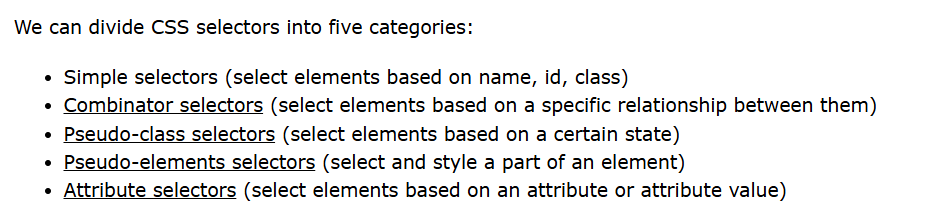 We can divide CSS selectors into five categories:
• Simple selectors (select elements based on name, id, class)
• Combinator selectors (select elements based on a specific relationship between them)
• Pseudo-class selectors (select elements based on a certain state)
• Pseudo-elements selectors (select and style a part of an element)
• Attribute selectors (select elements based on an attribute or attribute value)